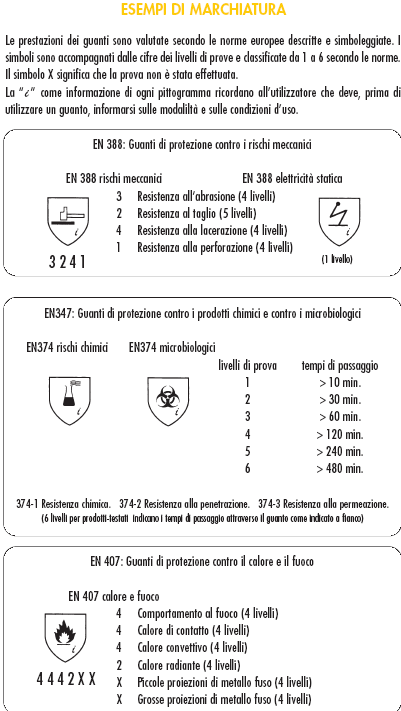 ESEMPI DI MARCHIATURA
Le prestazioni dei guanti sono valutate secondo le norme europee descritte e simboleggiate. I
simboli sono accompagnati dalle cifre dei livelli di prove e classificate da 1 a 6 secondo le norme.
Il simbolo X significa che la prova non è stata effettuata.
La "i" come informazione di ogni pittogramma ricordano all'utilizzatore che deve, prima di
utilizzare un guanto, informarsi sulle modalità e sulle condizioni d'uso.
EN 388: Guanti di protezione contro i rischi meccanici
EN 388 rischi meccanici EN 388 elettricità statica
3 Resistenza all'abrasione (4 livelli)
2 Resistenza al taglio (5 livelli)
4 Resistenza alla lacerazione (4 livelli)
1 Resistenza alla perforazione (4 livelli)
i
i
3 2 4 1
(1 livello)
EN347: Guanti di protezione contro i prodotti chimici e contro i microbiologici
EN374 rischi chimici EN374 microbiologici
livelli di prova tempi di passaggio
1 > 10 min.
2 > 30 min.
3 > 60 min.
4 > 120 min.
5 > 240 min.
6 > 480 min.
i
i
374-1 Resistenza chimica. 374-2 Resistenza alla penetrazione. 374-3 Resistenza alla permeazione.
(6 livelli per prodotti-testati indicano i tempi di passaggio attraverso il guanto come indicato a fianco)
EN 407: Guanti di protezione contro il calore e il fuoco
EN 407 calore e fuoco
4 Comportamento al fuoco (4 livelli)
4 Calore di contatto (4 livelli)
4 Calore convettivo (4 livelli)
2 Calore radiante (4 livelli)
X Piccole proiezioni di metallo fuso (4 livelli)
X Grosse proiezioni di metallo fuso (4 livelli)
i
4 4 4 2 X X